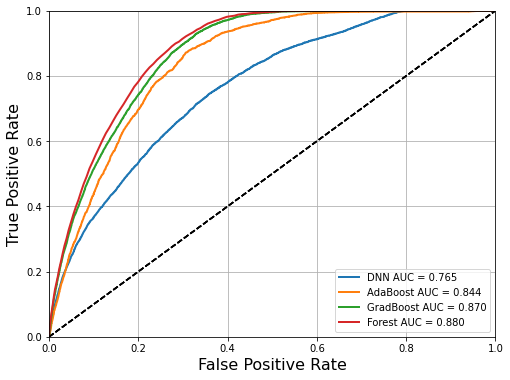 1.0
0.8
0.6
0.4
0.2
0.0
True Positive Rate
0.0 0.2 0.4 0.6 0.8 1.0
False Positive Rate
DNN AUC = 0.765
AdaBoost AUC = 0.844
GradBoost AUC = 0.870
Forest AUC = 0.880